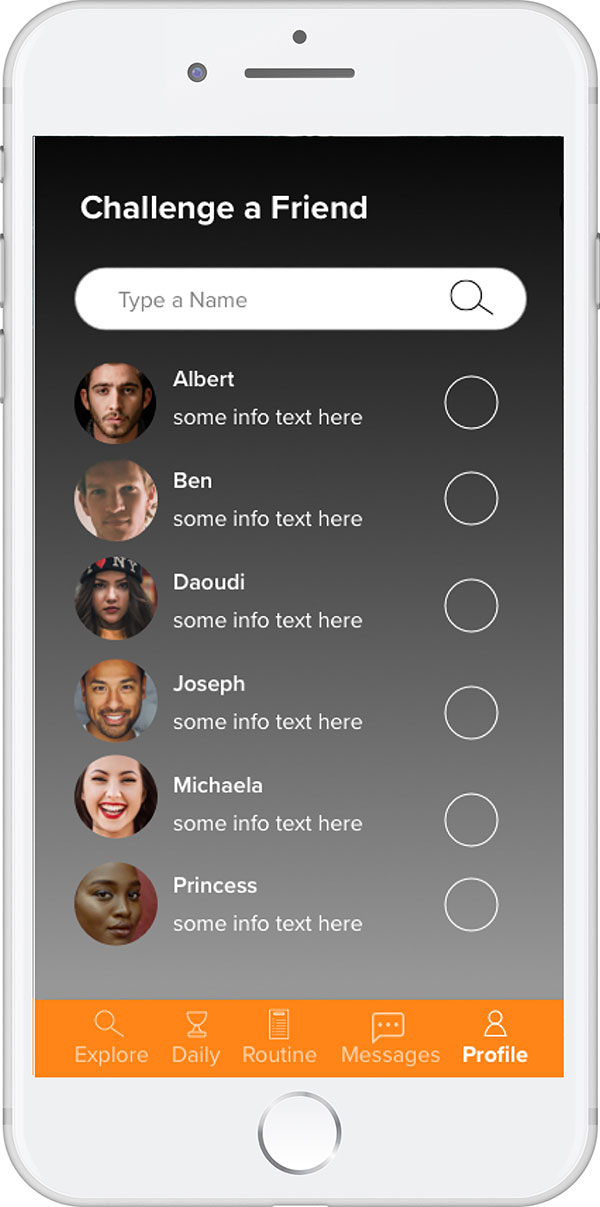 Challenge a Friend
Type a Name
Albert
some info text here
Ben
some info text here
NY
Daoudi
some info text here
Joseph
some info text here
Michaela
some info text here
Princess
some info text here
Explore Daily Routine Messages Profile